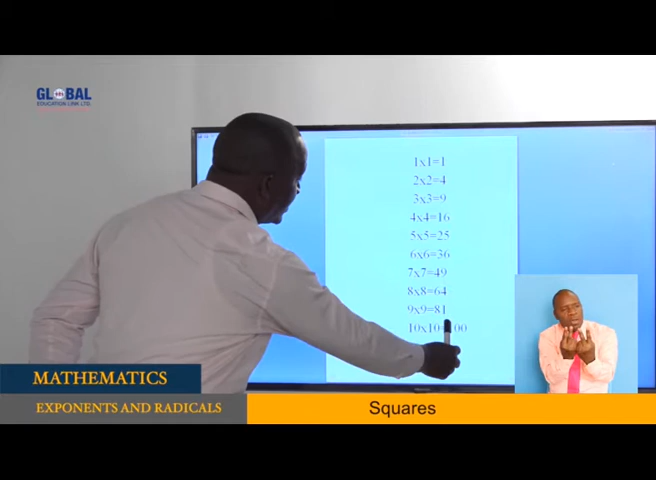 GLOBAL
EDUCATION LINK LTD.
1x1=1
2x2=4
3x3=9
4x4=16
5x5=25
6x6=36
7x7=49
8x8=64
9x9=81
10x10=100
MATHEMATICS
EXPONENTS AND RADICALS
Squares